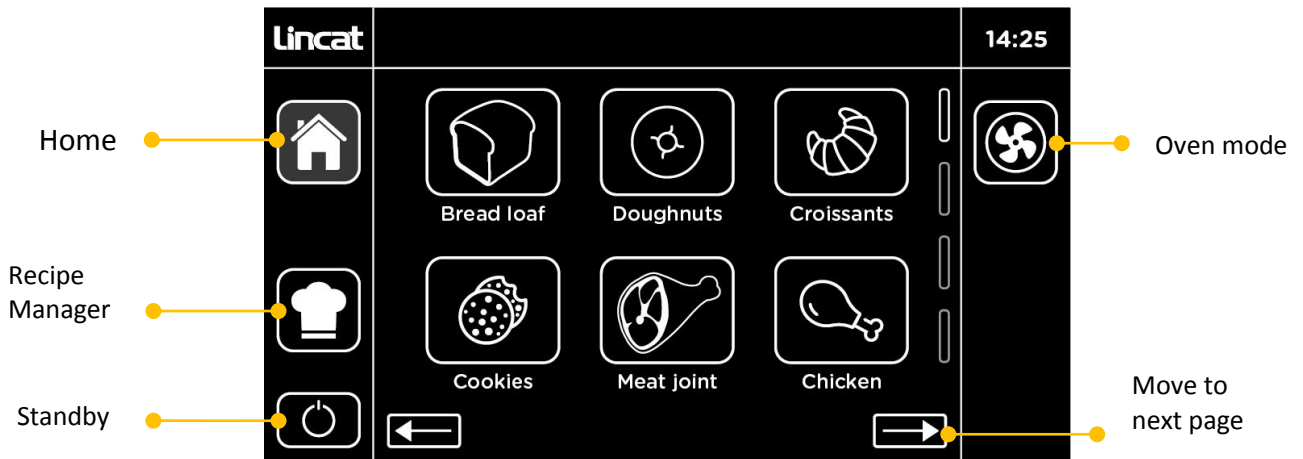 Lincat
14:25
Home
Oven mode
Bread loaf
Doughnuts
Croissants
Recipe
Manager
Cookies
Meat joint
Chicken
Standby
Move to
next page